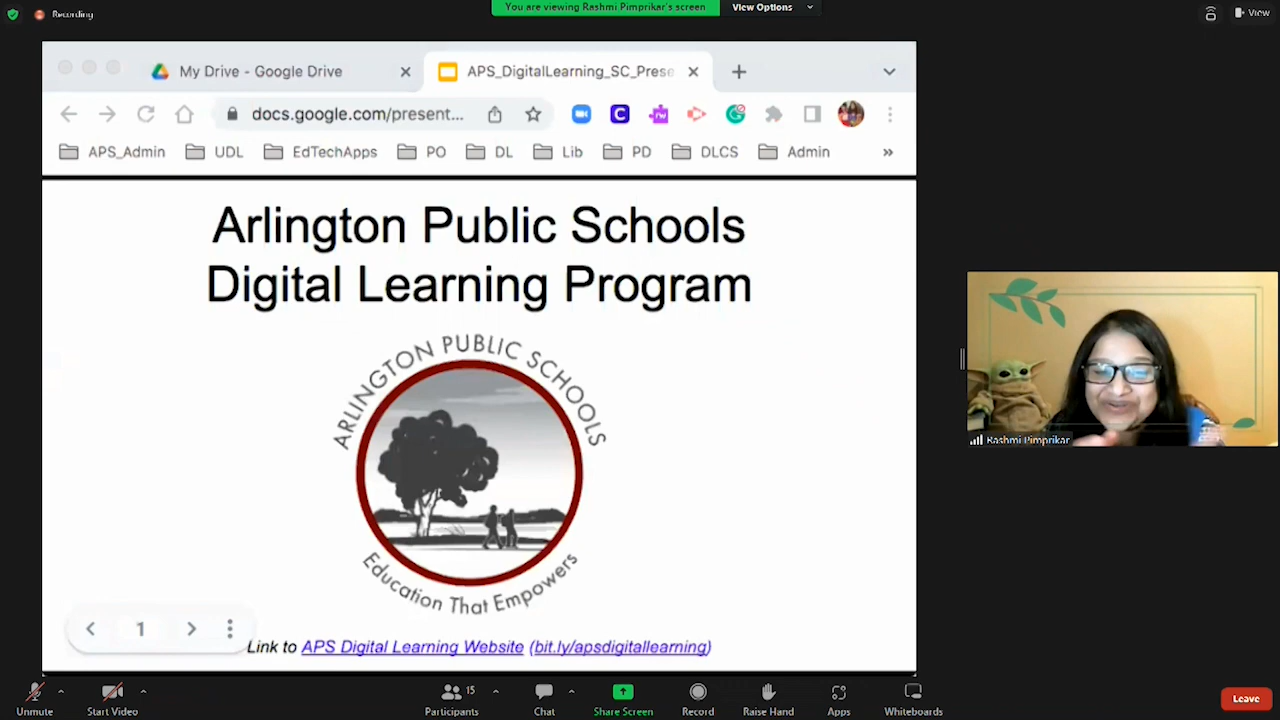 Recording
You are viewing Rashmi Pimprikar's screen
View Options
View
My Drive - Google Drive
APS_DigitalLearning_SC_Prese
docs.google.com/present...
APS_Admin
UDL
EdTechApps
PO
DL
Lib
PD
DLCS
Admin
»
Arlington Public Schools
Digital Learning Program
ARLINGTON PUBLIC SCHOOLS
Education That Empowers
1
Link to APS Digital Learning Website (bit.ly/apsdigitallearning)
Rashmi Pimprikar
Unmute
Start Video
15
Participants
Chat
Share Screen
Record
Raise Hand
Apps
Whiteboards
Leave